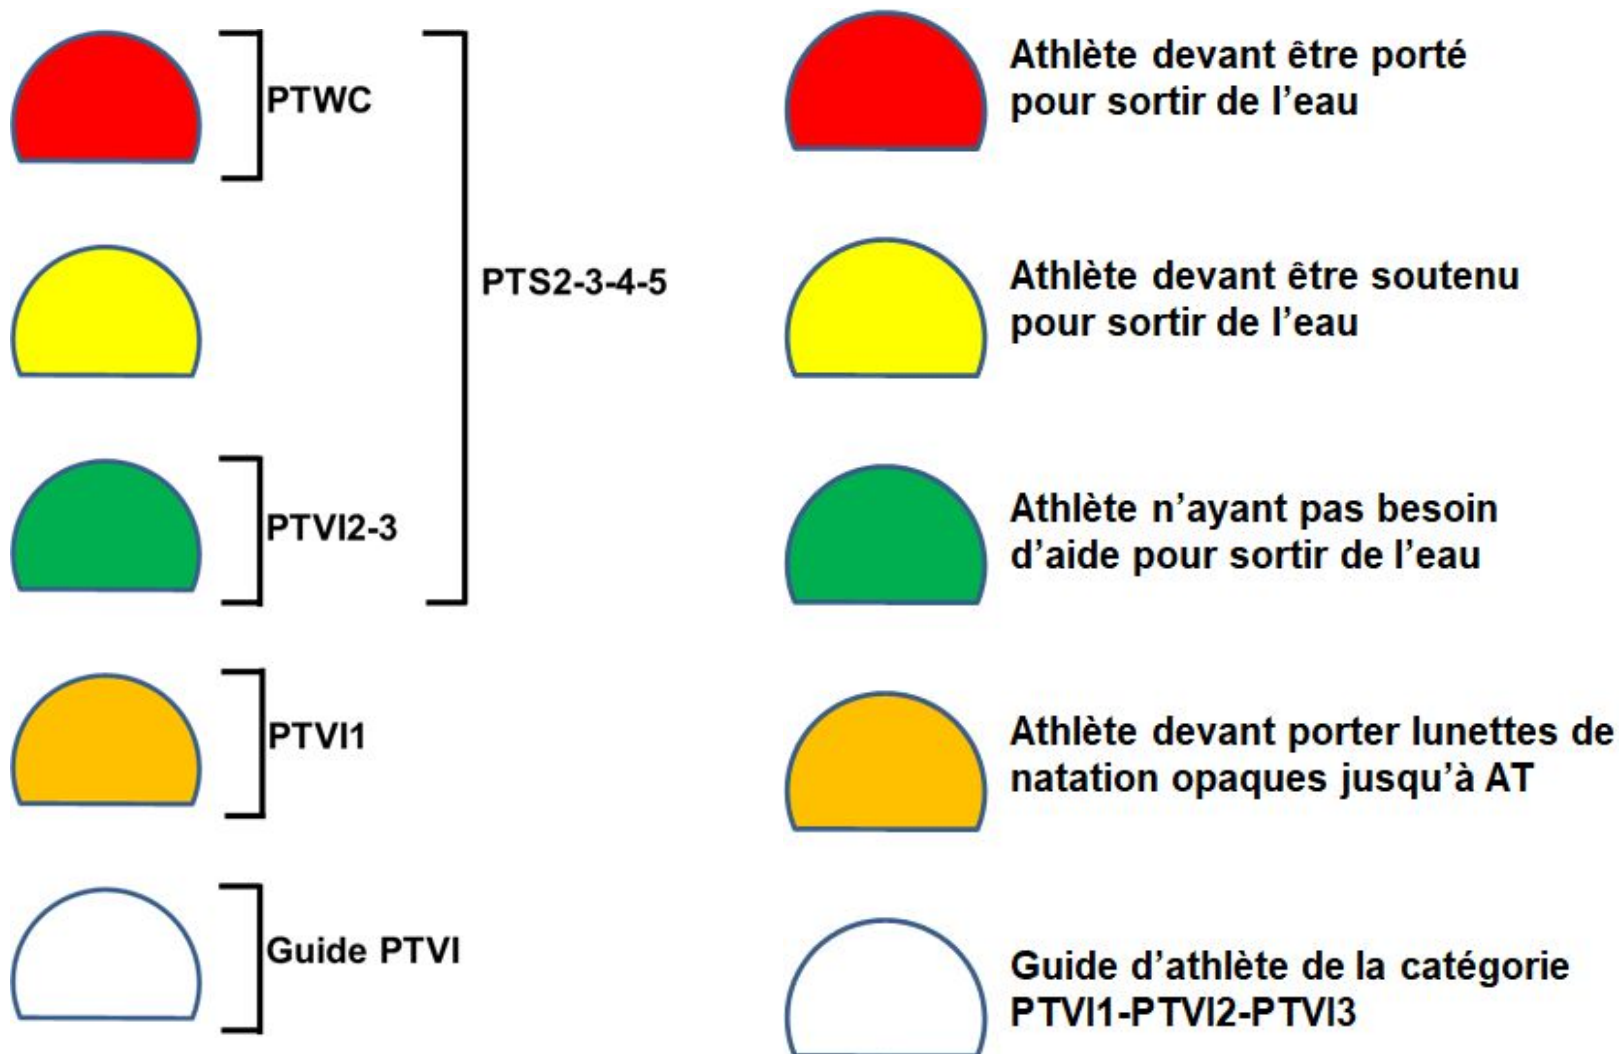 PTWC
PTS2-3-4-5
PTVI2-3
PTVI1
Guide PTVI
Athlète devant être porté
pour sortir de l’eau
Athlète devant être soutenu
pour sortir de l’eau
Athlète n’ayant pas besoin
d’aide pour sortir de l’eau
Athlète devant porter lunettes de
natation opaques jusqu’à AT
Guide d’athlète de la catégorie
PTVI1-PTVI2-PTVI3